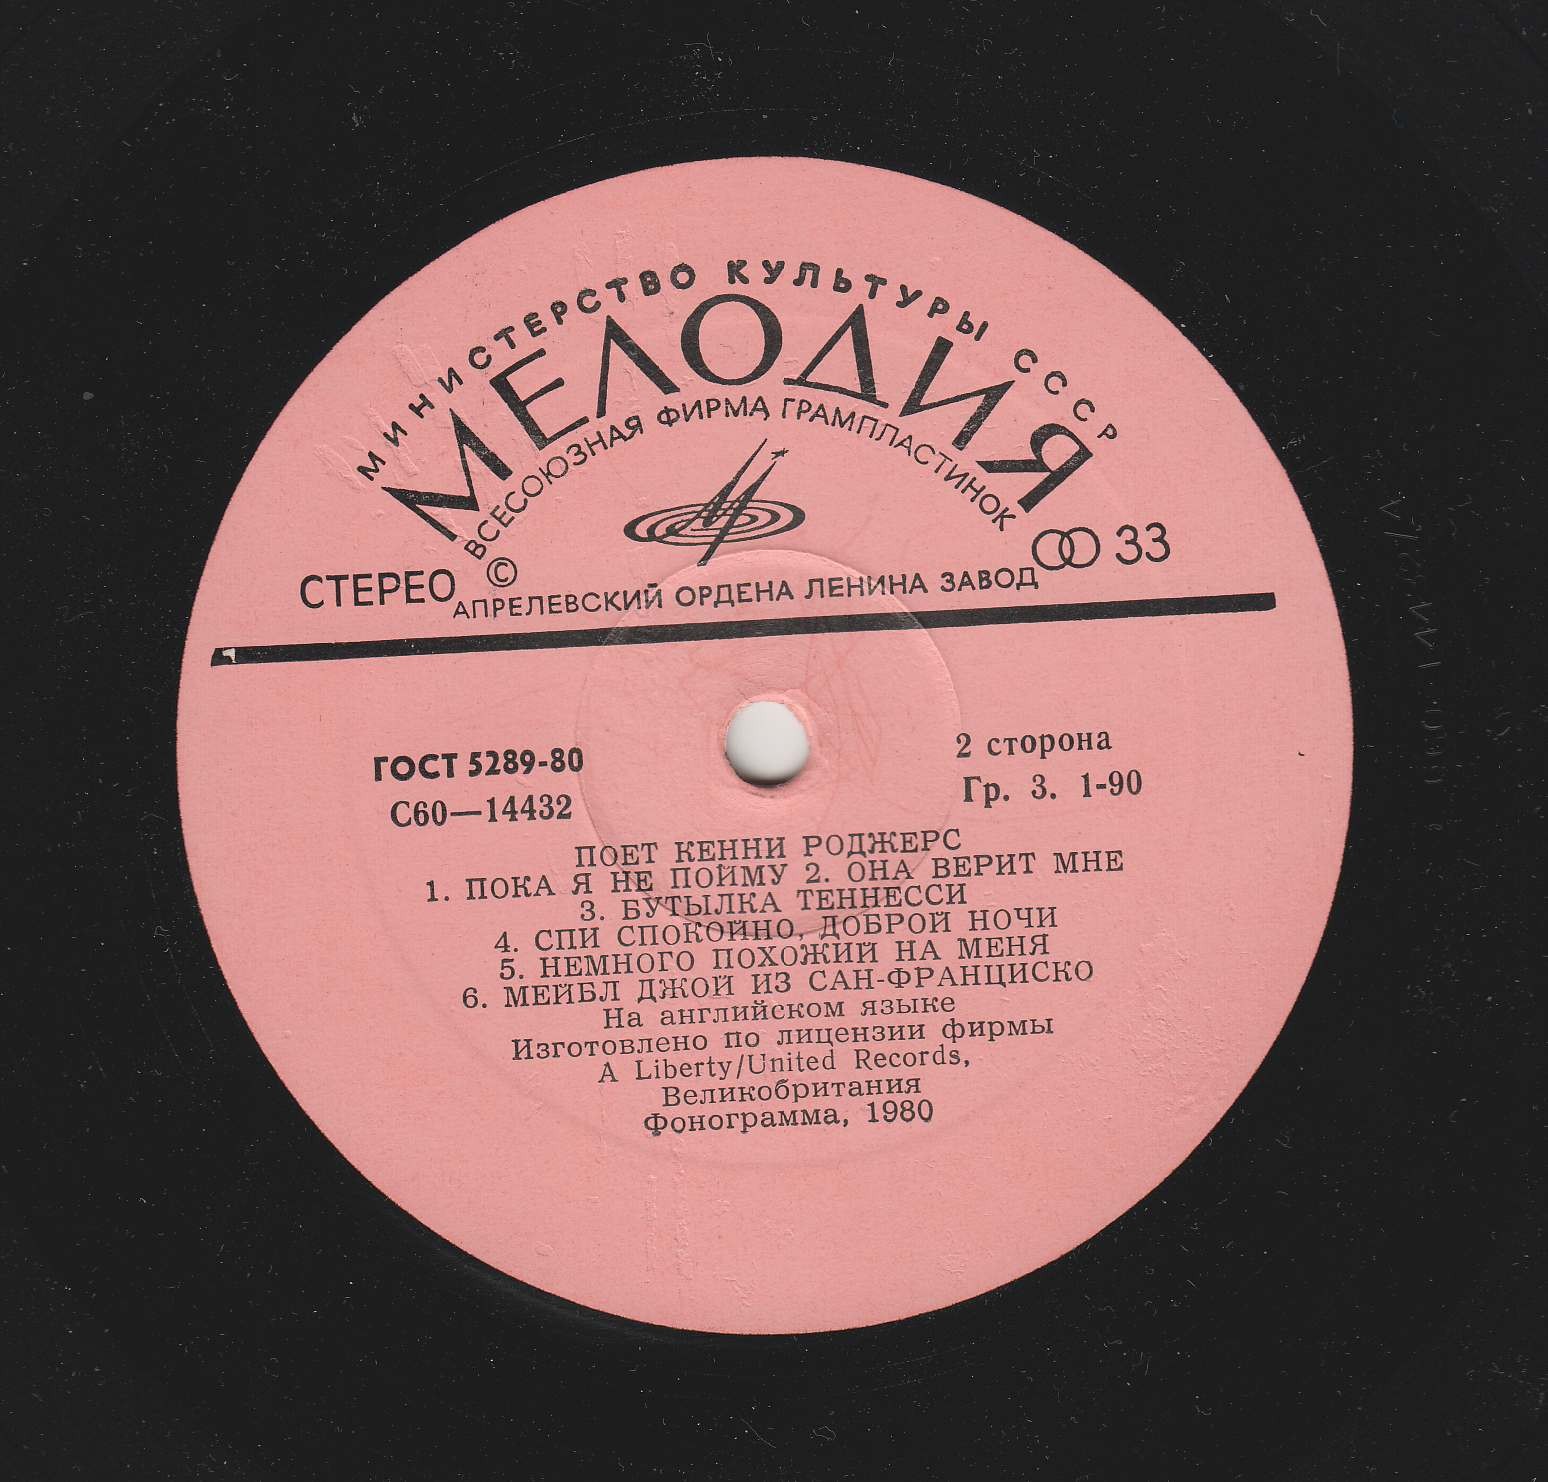 МИНИСТЕРСТВО КУЛЬТУРЫ СССР
МЕЛОДИЯ
ВСЕСОЮЗНАЯ ФИРМА ГРАМПЛАСТИНОК
СТЕРЕО © 33
АПРЕЛЕВСКИЙ ОРДЕНА ЛЕНИНА ЗАВОД
ГОСТ 5289-80
С60—14432
2 сторона
Гр. 3. 1-90
ПОЕТ КЕННИ РОДЖЕРС
1. ПОКА Я НЕ ПОЙМУ 2. ОНА ВЕРИТ МНЕ
3. БУТЫЛКА ТЕННЕССИ
4. СПИ СПОКОЙНО, ДОБРОЙ НОЧИ
5. НЕМНОГО ПОХОЖИЙ НА МЕНЯ
6. МЕЙБЛ ДЖОЙ ИЗ САН-ФРАНЦИСКО
На английском языке
Изготовлено по лицензии фирмы
A Liberty/United Records,
Великобритания
Фонограмма, 1980